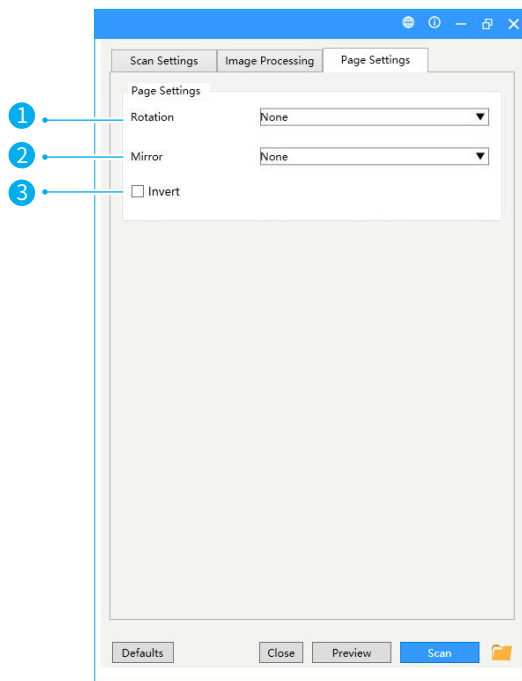 Scan Settings Image Processing Page Settings
Page Settings
1 Rotation None
2 Mirror None
3 Invert
Defaults Close Preview Scan